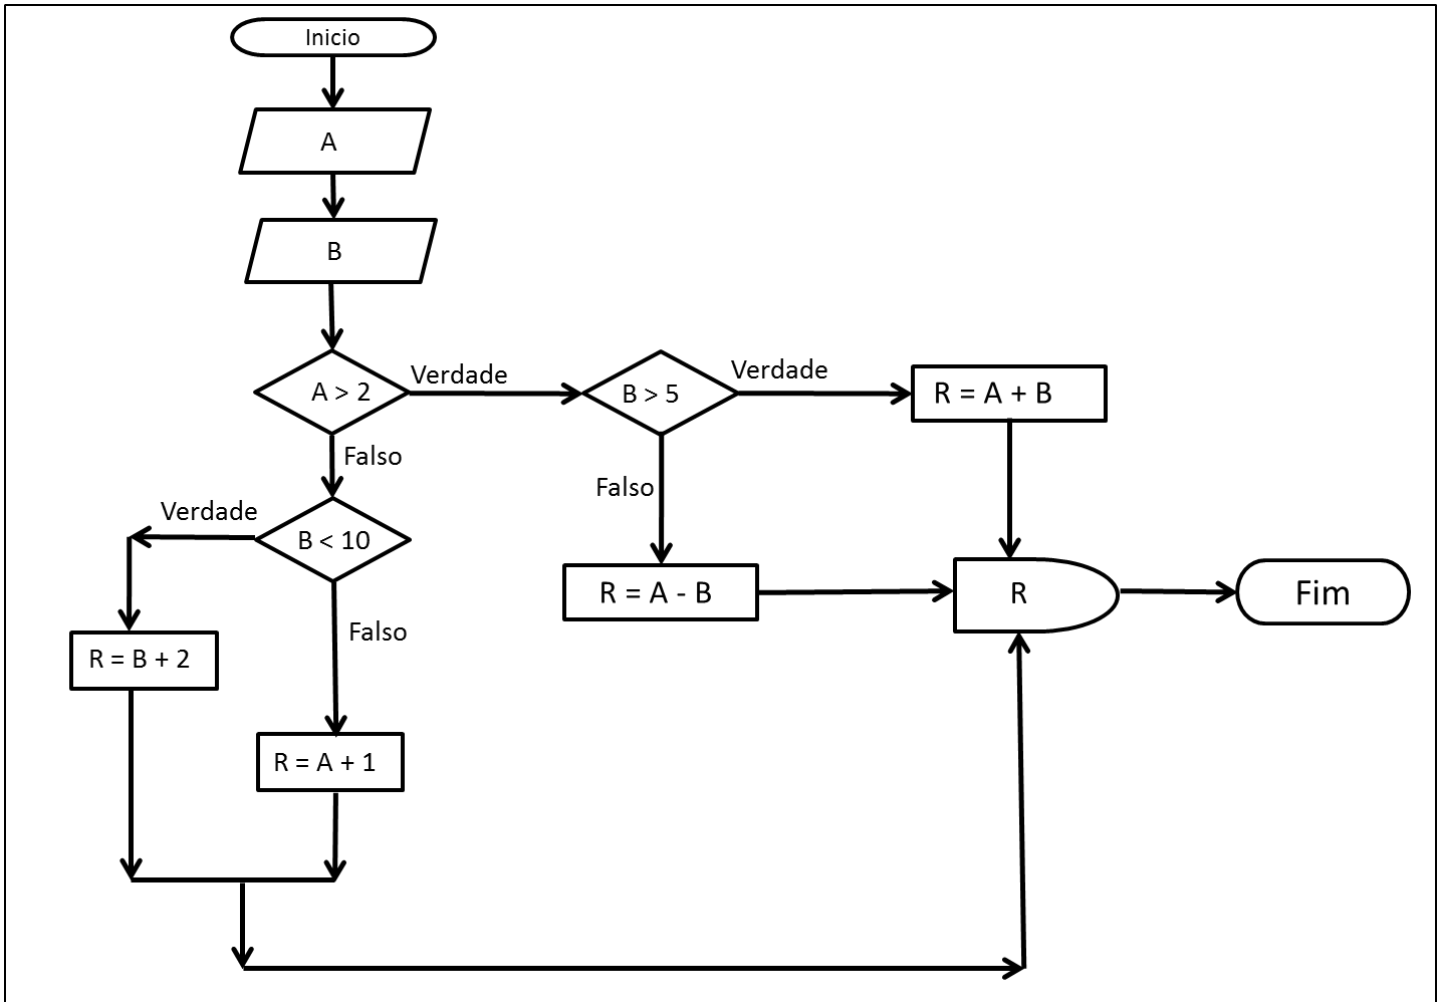 Inicio
A
B
A > 2
Verdade
B > 5
Verdade
R = A + B
Falso
Falso
Verdade
B < 10
R = A - B
R
Fim
Falso
R = B + 2
R = A + 1